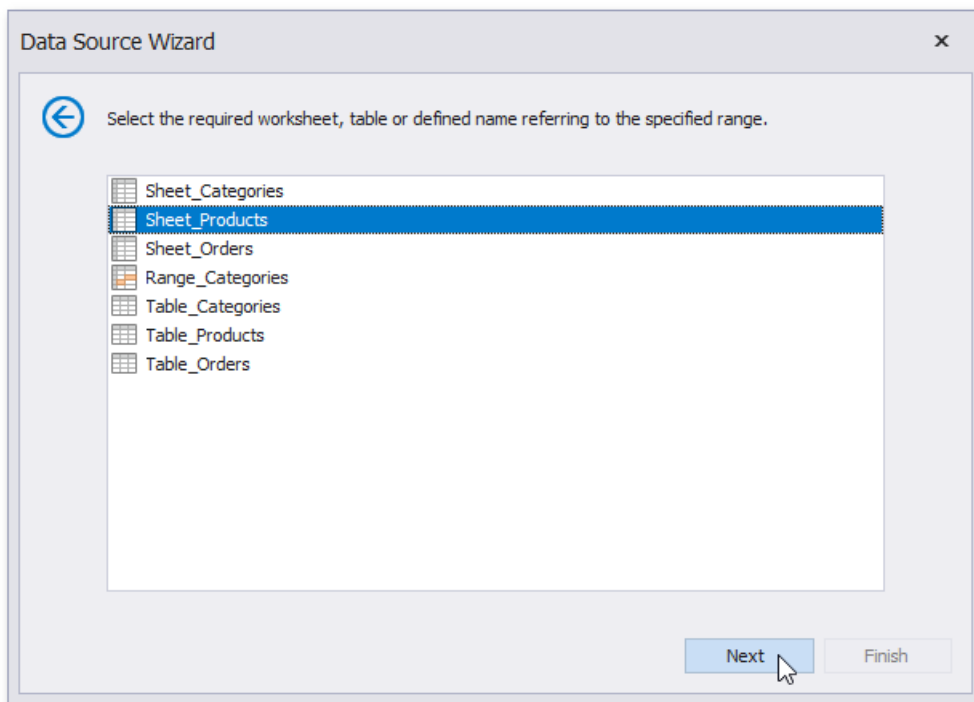 Data Source Wizard
Select the required worksheet, table or defined name referring to the specified range.
Sheet_Categories
Sheet_Products
Sheet_Orders
Range_Categories
Table_Categories
Table_Products
Table_Orders
Next Finish